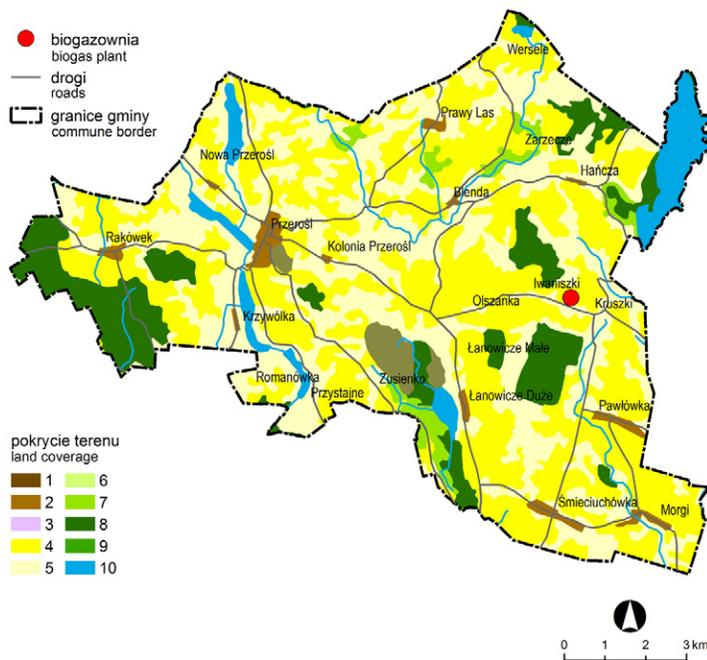 biogazownia
biogas plant
drogi
roads
granice gminy
commune border
Wersele
Prawy Las
Zarzecze
Nowa Przerośl
Hańcza
Blenda
Przerośl
Rakówek
Kolonia Przerośl
Iwaniszki
Olszanka
Kruszki
Krzywólka
Łanowicze Małe
Zusienko
Romanówka
Przystajne
Łanowicze Duże
Pawłówka
pokrycie terenu
land coverage
1 6
2 7
3 8
4 9
5 10
Śmieciuchówka
Morgi
0 1 2 3 km